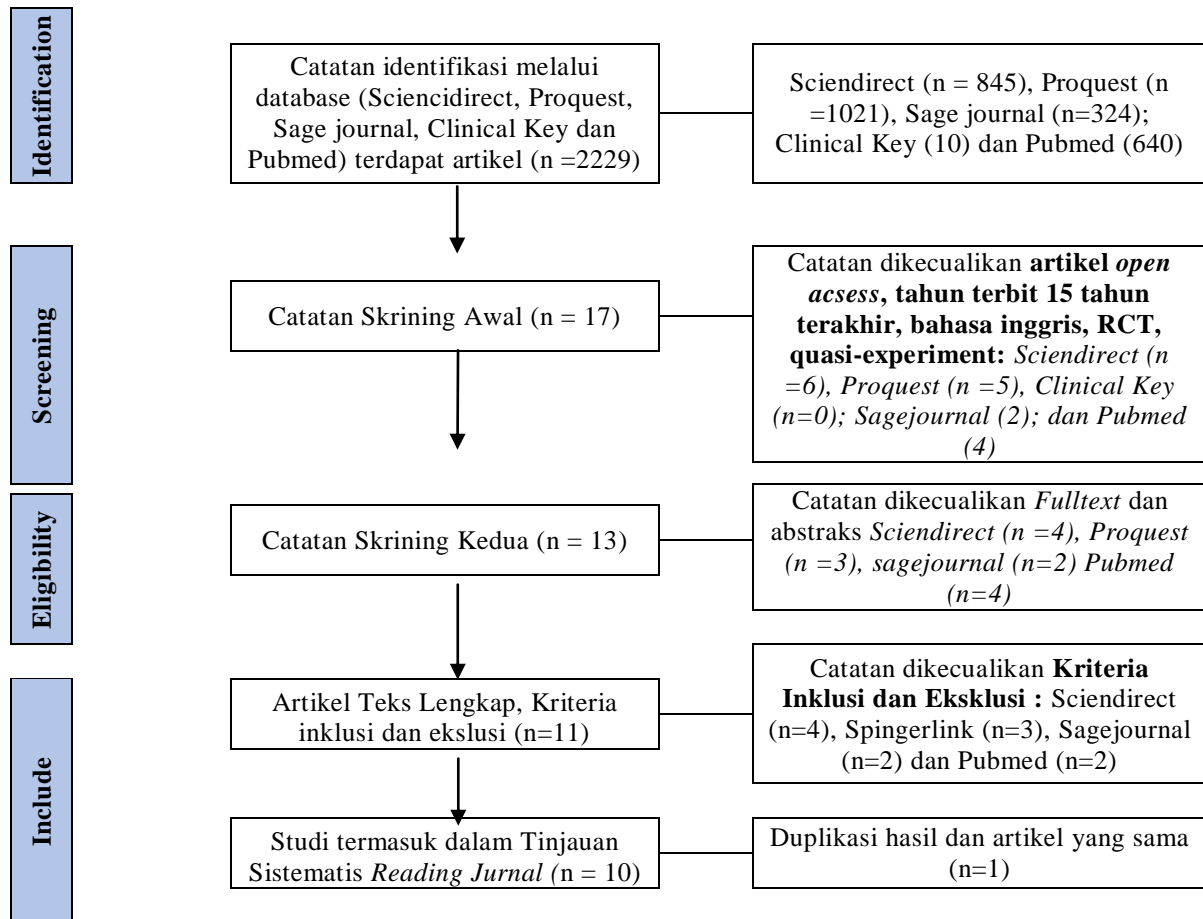 Identification
Catatan identifikasi melalui
database (Sciencidirect, Proquest,
Sage journal, Clinical Key dan
Pubmed) terdapat artikel (n =2229)
Sciendirect (n = 845), Proquest (n
=1021), Sage journal (n=324);
Clinical Key (10) dan Pubmed (640)
Screening
Catatan Skrining Awal (n = 17)
Catatan dikecualikan artikel open
acsess, tahun terbit 15 tahun
terakhir, bahasa inggris, RCT,
quasi-experiment: Sciendirect (n
=6), Proquest (n =5), Clinical Key
(n=0); Sagejournal (2); dan Pubmed
(4)
Eligibility
Catatan Skrining Kedua (n = 13)
Catatan dikecualikan Fulltext dan
abstraks Sciendirect (n =4), Proquest
(n =3), sagejournal (n=2) Pubmed
(n=4)
Include
Artikel Teks Lengkap, Kriteria
inklusi dan ekslusi (n=11)
Catatan dikecualikan Kriteria
Inklusi dan Eksklusi : Sciendirect
(n=4), Spingerlink (n=3), Sagejournal
(n=2) dan Pubmed (n=2)
Studi termasuk dalam Tinjauan
Sistematis Reading Jurnal (n = 10)
Duplikasi hasil dan artikel yang sama
(n=1)